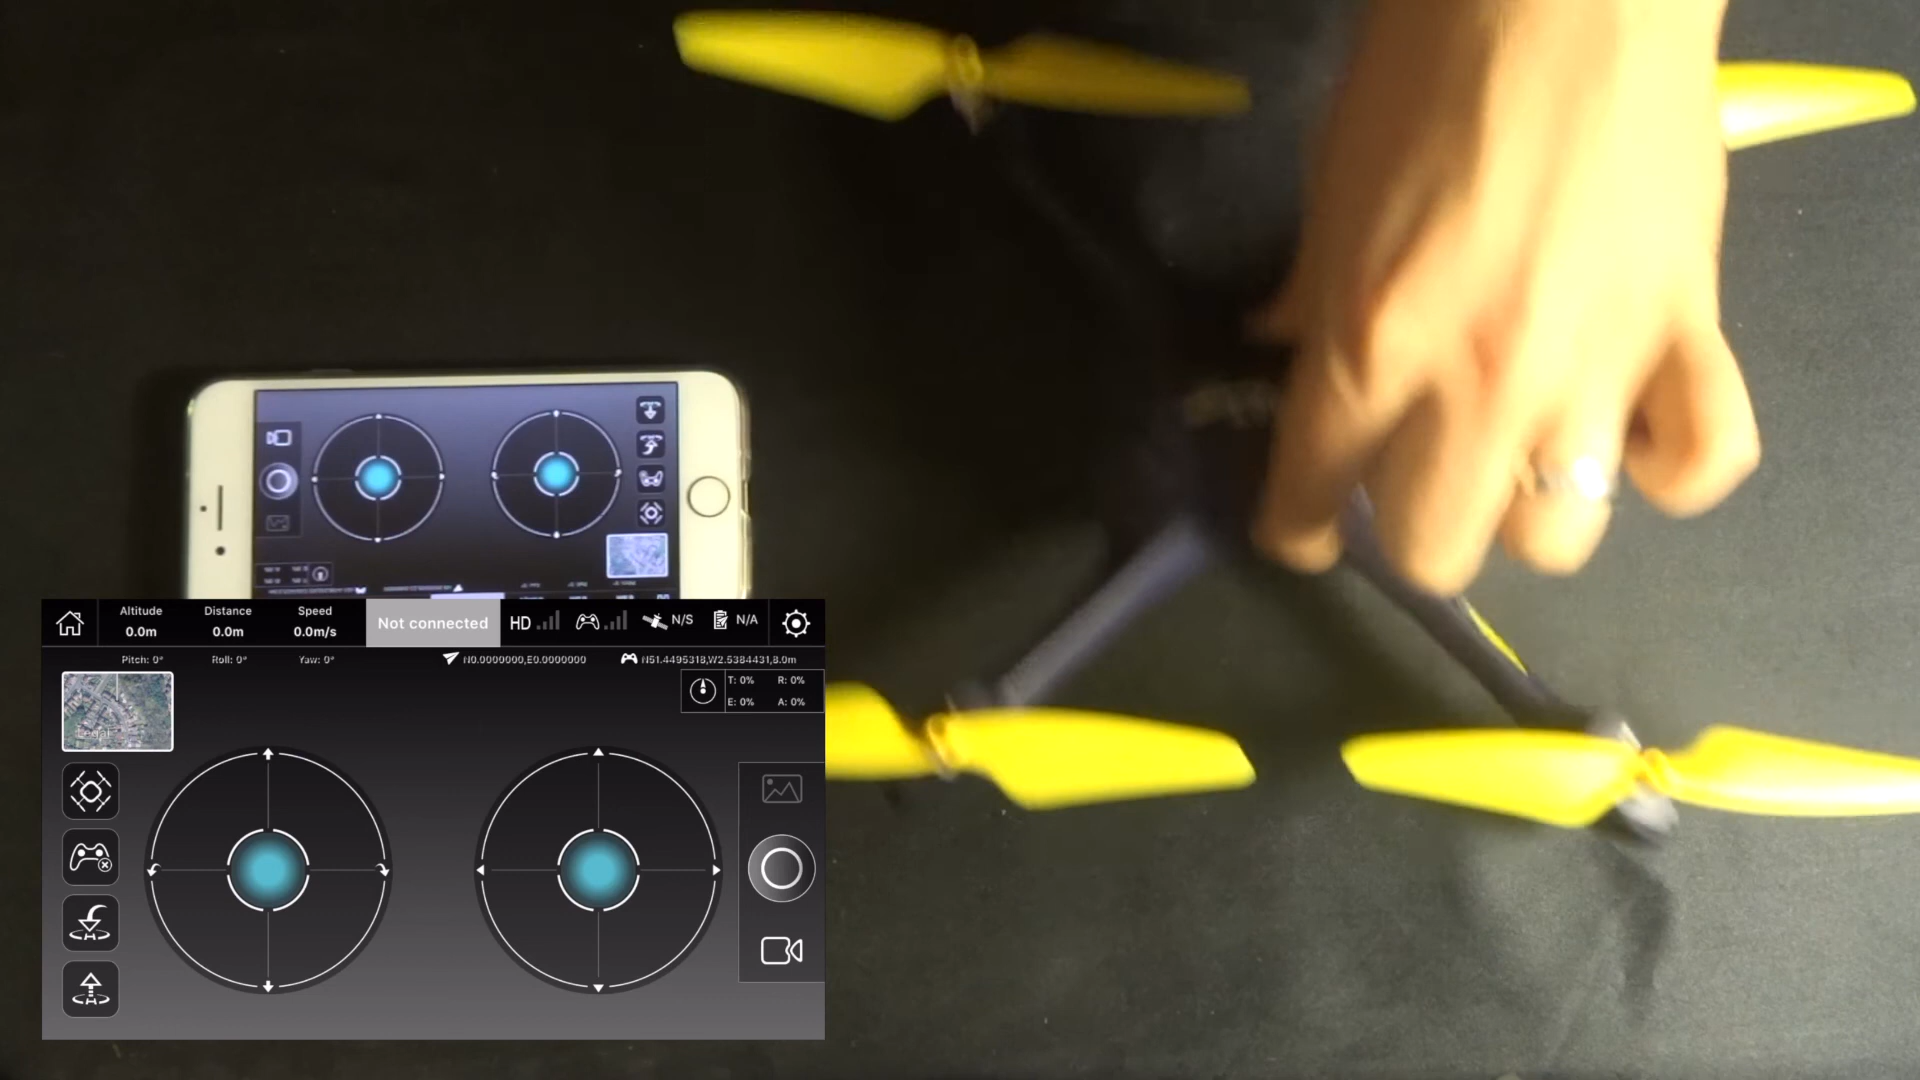 Altitude Distance Speed
0.0m 0.0m 0.0m/s
Not connected
HD N/S N/A
Pitch: 0° Roll: 0° Yaw: 0° N0.0000000,E0.0000000 N51.4495318,W2.5384431,8.0m
T: 0% R: 0%
E: 0% A: 0%
Legal